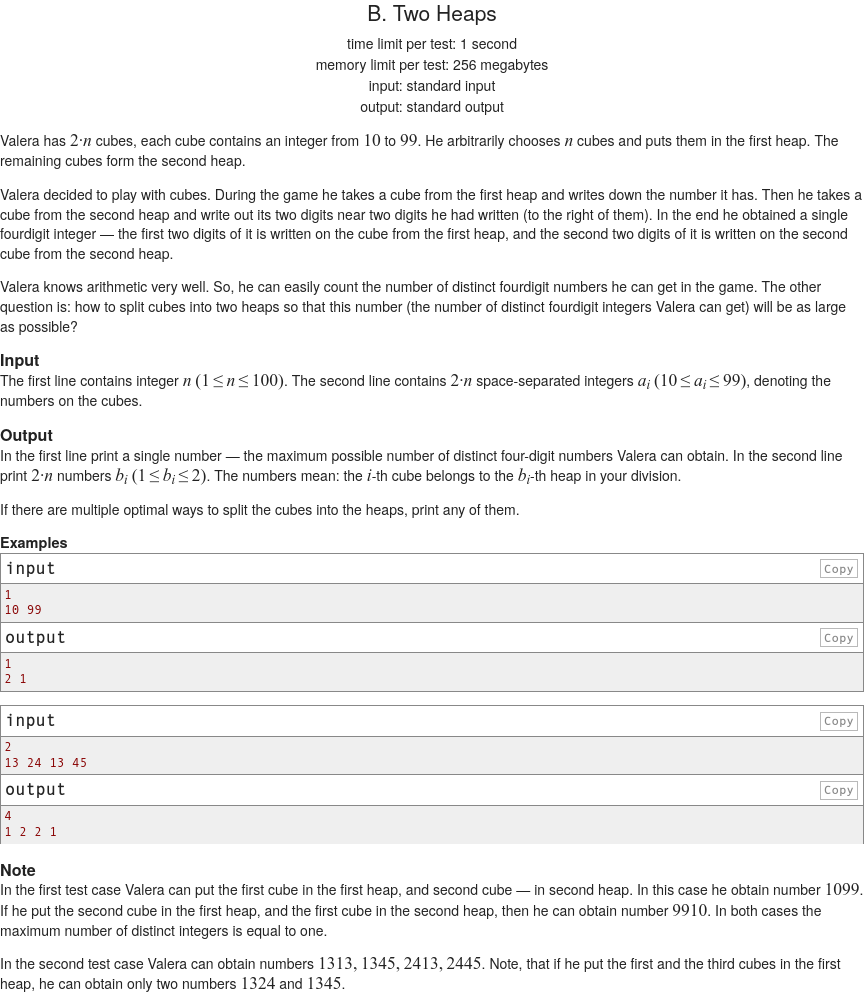 B. Two Heaps
time limit per test: 1 second
memory limit per test: 256 megabytes
input: standard input
output: standard output
Valera has 2·n cubes, each cube contains an integer from 10 to 99. He arbitrarily chooses n cubes and puts them in the first heap. The
remaining cubes form the second heap.
Valera decided to play with cubes. During the game he takes a cube from the first heap and writes down the number it has. Then he takes a
cube from the second heap and write out its two digits near two digits he had written (to the right of them). In the end he obtained a single
fourdigit integer — the first two digits of it is written on the cube from the first heap, and the second two digits of it is written on the second
cube from the second heap.
Valera knows arithmetic very well. So, he can easily count the number of distinct fourdigit numbers he can get in the game. The other
question is: how to split cubes into two heaps so that this number (the number of distinct fourdigit integers Valera can get) will be as large
as possible?
Input
The first line contains integer n (1 ≤ n ≤ 100). The second line contains 2·n space-separated integers aᵢ (10 ≤ aᵢ ≤ 99), denoting the
numbers on the cubes.
Output
In the first line print a single number — the maximum possible number of distinct four-digit numbers Valera can obtain. In the second line
print 2·n numbers bᵢ (1 ≤ bᵢ ≤ 2). The numbers mean: the i-th cube belongs to the bᵢ-th heap in your division.
If there are multiple optimal ways to split the cubes into the heaps, print any of them.
Examples
input Copy
1
10 99
output Copy
1
2 1
input Copy
2
13 24 13 45
output Copy
4
1 2 2 1
Note
In the first test case Valera can put the first cube in the first heap, and second cube — in second heap. In this case he obtain number 1099.
If he put the second cube in the first heap, and the first cube in the second heap, then he can obtain number 9910. In both cases the
maximum number of distinct integers is equal to one.
In the second test case Valera can obtain numbers 1313, 1345, 2413, 2445. Note, that if he put the first and the third cubes in the first
heap, he can obtain only two numbers 1324 and 1345.